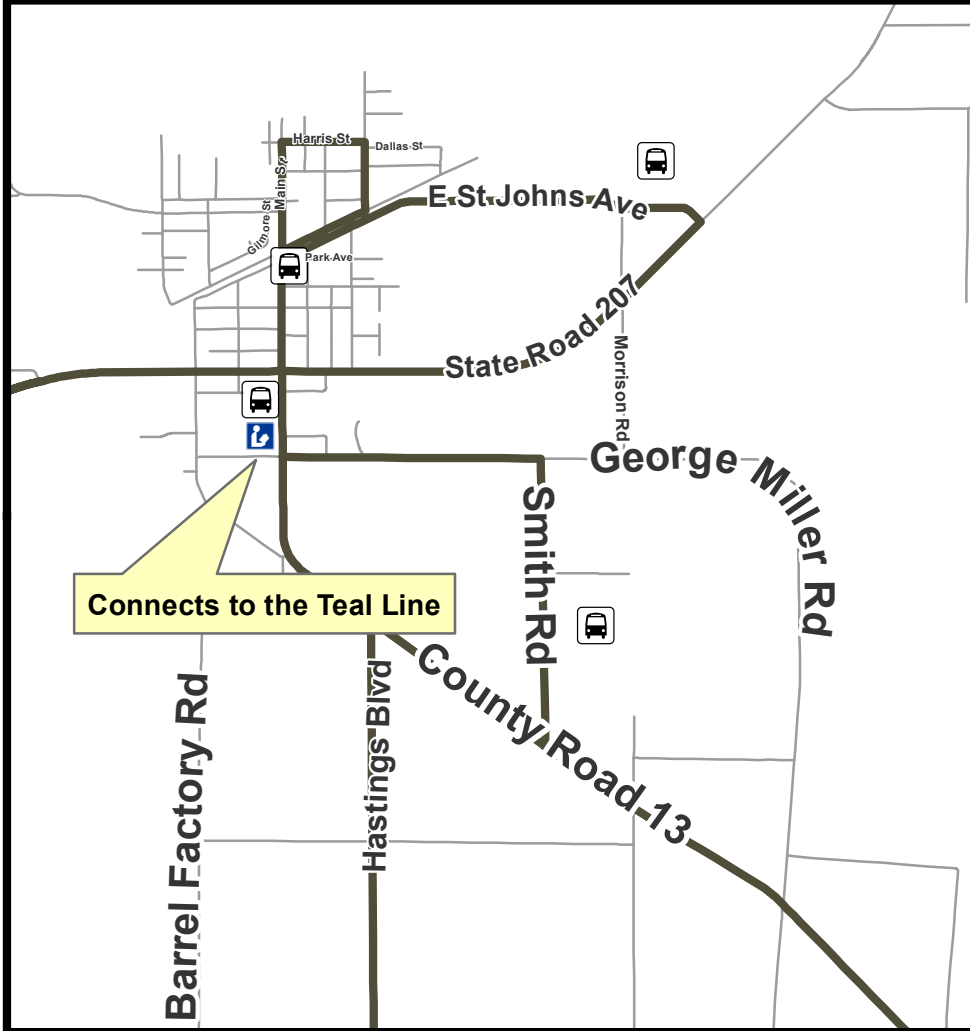 Harris St
Dallas St
Main St
Gilmore St
E St Johns Ave
Park Ave
State Road 207
Morrison Rd
George Miller Rd
Smith Rd
Connects to the Teal Line
County Road 13
Hastings Blvd
Barrel Factory Rd